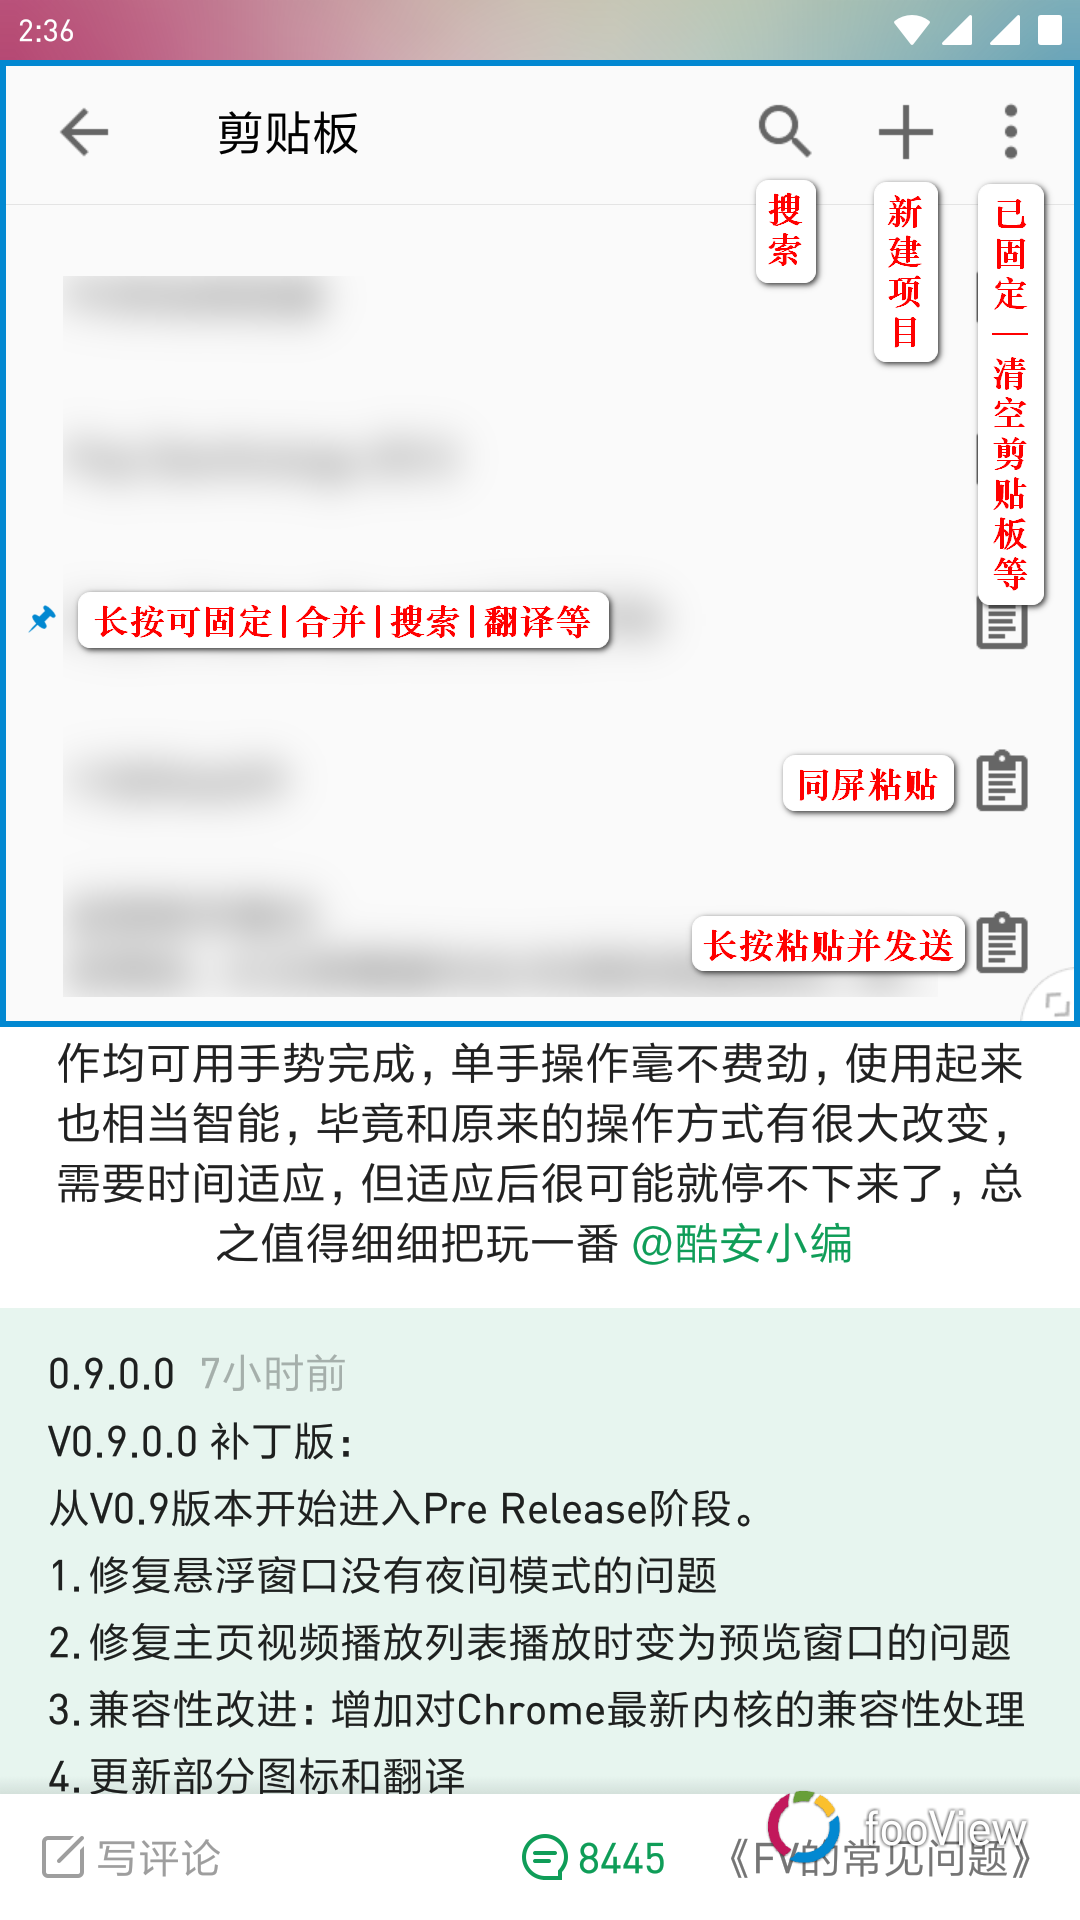 2:36
剪贴板
搜索
新建项目
已固定—清空剪贴板等
长按可固定|合并|搜索|翻译等
同屏粘贴
长按粘贴并发送
作均可用手势完成，单手操作毫不费劲，使用起来
也相当智能，毕竟和原来的操作方式有很大改变，
需要时间适应，但适应后很可能就停不下来了，总
之值得细细把玩一番 @酷安小编
0.9.0.0 7小时前
V0.9.0.0 补丁版：
从V0.9版本开始进入Pre Release阶段。
1.修复悬浮窗口没有夜间模式的问题
2.修复主页视频播放列表播放时变为预览窗口的问题
3.兼容性改进：增加对Chrome最新内核的兼容性处理
4.更新部分图标和翻译
fooView
写评论
8445
《FV的常见问题》